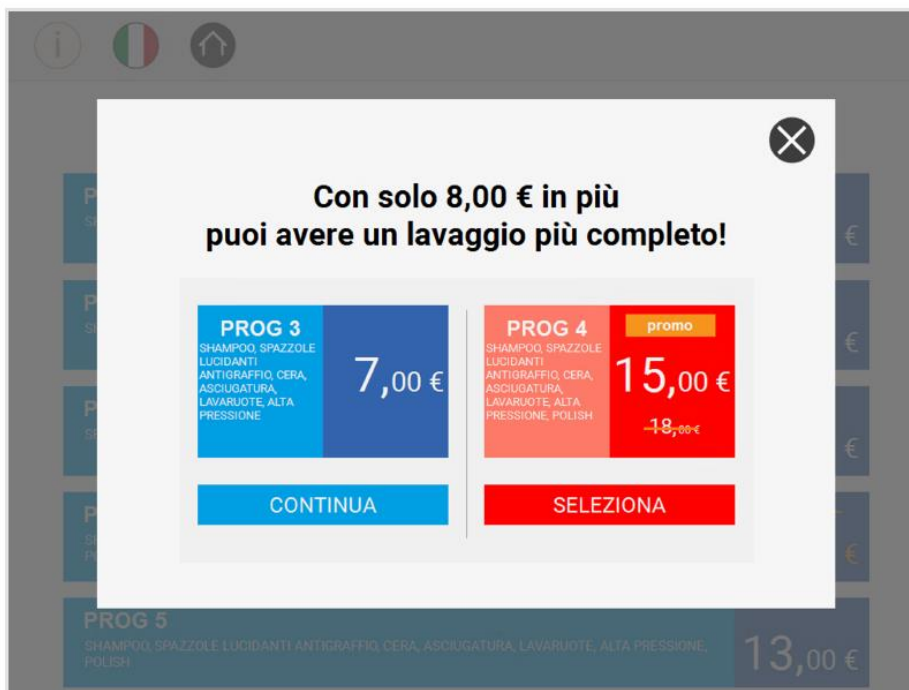 Con solo 8,00 € in più
puoi avere un lavaggio più completo!
PROG 3
SHAMPOO, SPAZZOLE
LUCIDANTI
ANTIGRAFFIO, CERA,
ASCIUGATURA,
LAVARUOTE, ALTA
PRESSIONE
7,00 €
CONTINUA
PROG 4
SHAMPOO, SPAZZOLE
LUCIDANTI
ANTIGRAFFIO, CERA,
ASCIUGATURA,
LAVARUOTE, ALTA
PRESSIONE, POLISH
promo
15,00 €
18,00 €
SELEZIONA
€
€
€
€
PROG 5
SHAMPOO, SPAZZOLE LUCIDANTI ANTIGRAFFIO, CERA, ASCIUGATURA, LAVARUOTE, ALTA PRESSIONE,
POLISH
13,00 €